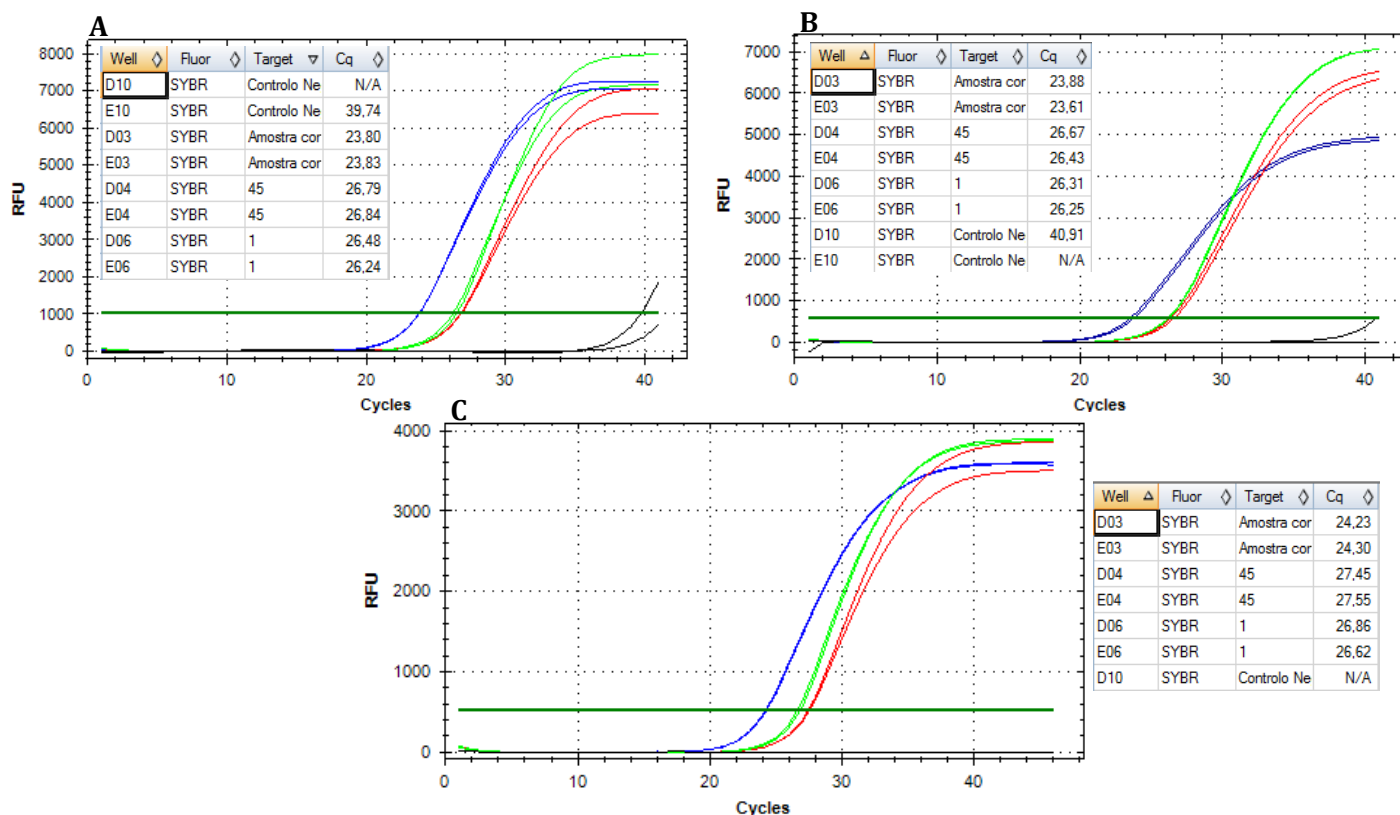 A
Well Fluor Target Cq
D10 SYBR Controlo Ne N/A
E10 SYBR Controlo Ne 39,74
D03 SYBR Amostra cor 23,80
E03 SYBR Amostra cor 23,83
D04 SYBR 45 26,79
E04 SYBR 45 26,84
D06 SYBR 1 26,48
E06 SYBR 1 26,24
8000
7000
6000
5000
4000
3000
2000
1000
0
RFU
0 10 20 30 40
Cycles
B
Well Fluor Target Cq
D03 SYBR Amostra cor 23,88
E03 SYBR Amostra cor 23,61
D04 SYBR 45 26,67
E04 SYBR 45 26,43
D06 SYBR 1 26,31
E06 SYBR 1 26,25
D10 SYBR Controlo Ne 40,91
E10 SYBR Controlo Ne N/A
7000
6000
5000
4000
3000
2000
1000
0
RFU
0 10 20 30 40
Cycles
C
4000
3000
2000
1000
0
RFU
0 10 20 30 40
Cycles
Well Fluor Target Cq
D03 SYBR Amostra cor 24,23
E03 SYBR Amostra cor 24,30
D04 SYBR 45 27,45
E04 SYBR 45 27,55
D06 SYBR 1 26,86
E06 SYBR 1 26,62
D10 SYBR Controlo Ne N/A